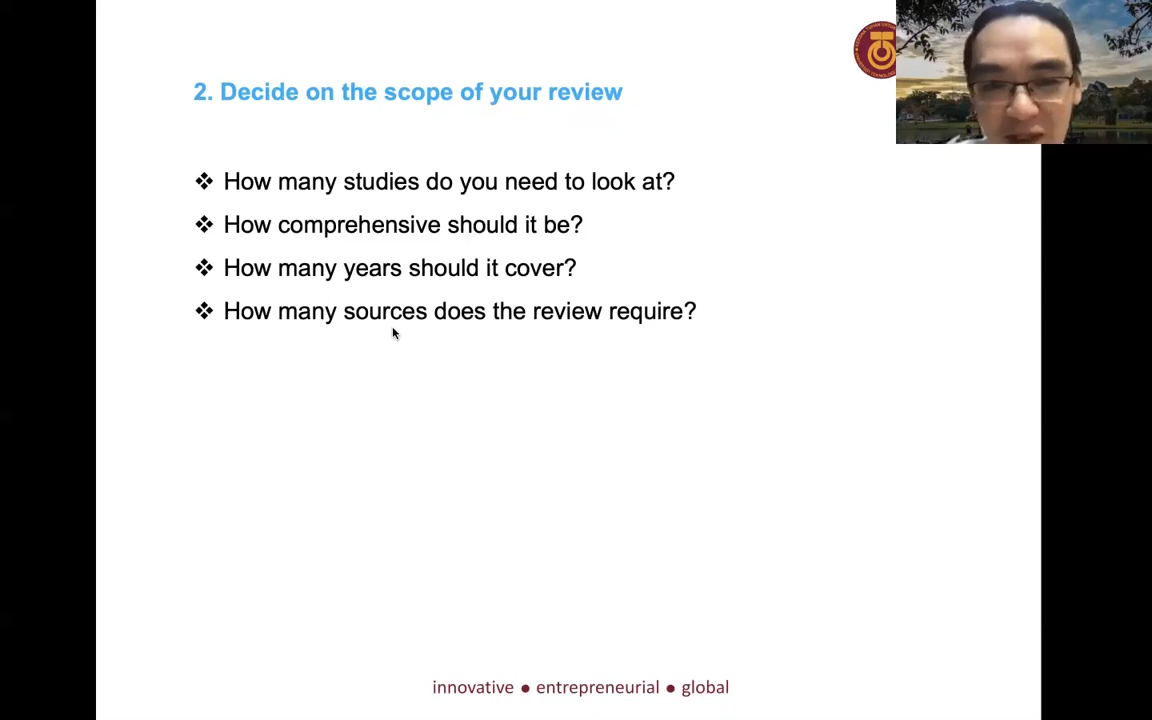 2. Decide on the scope of your review
❖ How many studies do you need to look at?
❖ How comprehensive should it be?
❖ How many years should it cover?
❖ How many sources does the review require?
innovative ● entrepreneurial ● global